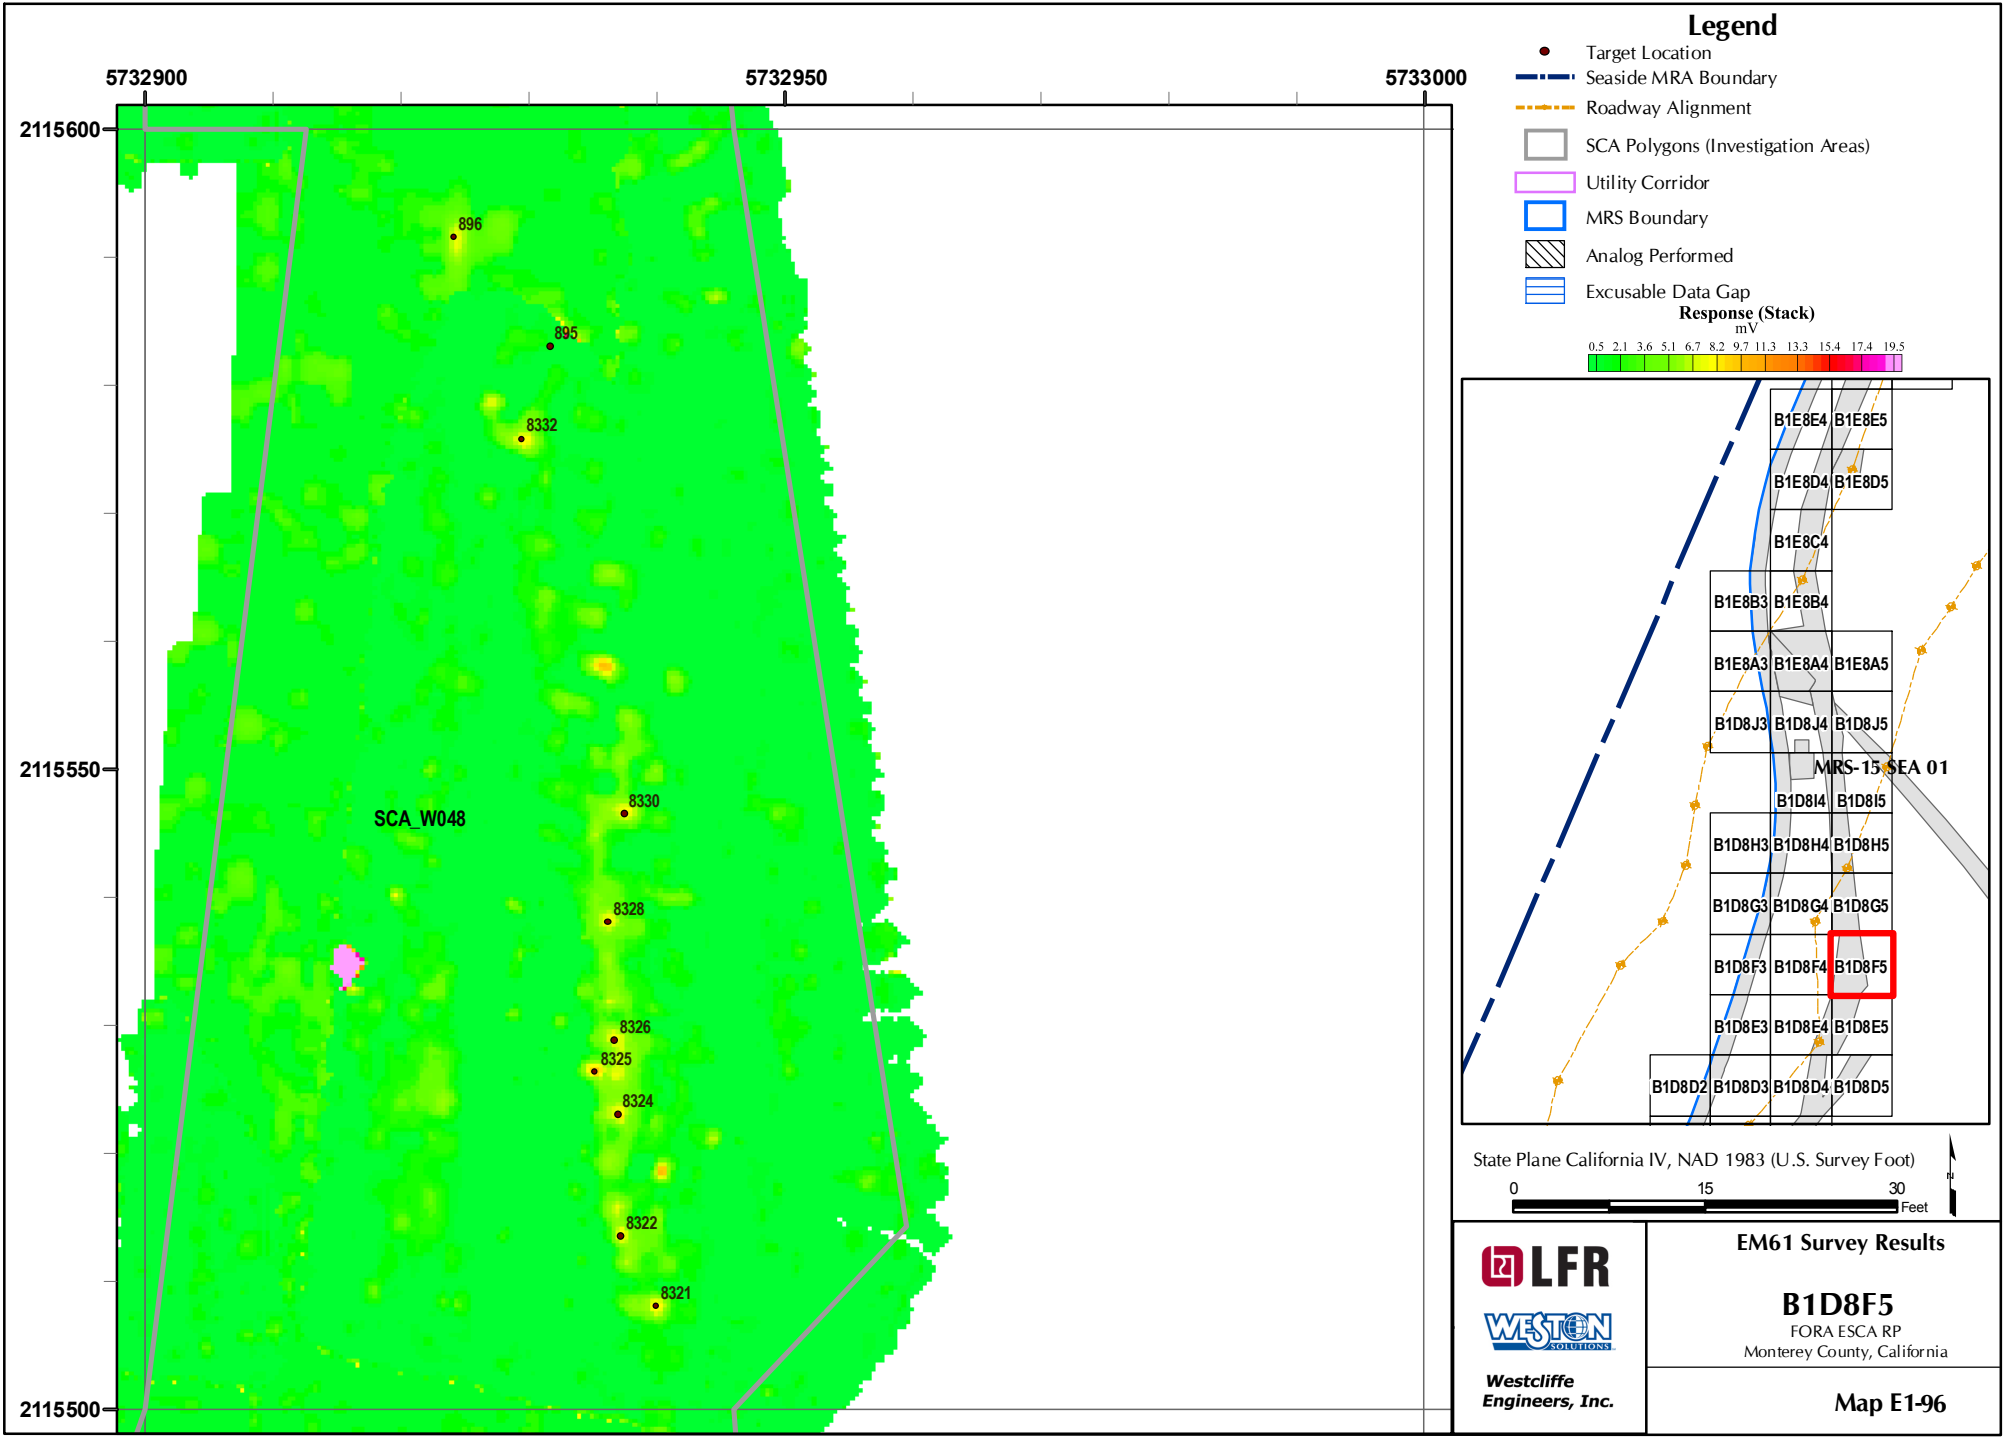 5732900
5732950
5733000
2115600
2115550
2115500
896
895
8332
8330
SCA_W048
8328
8326
8325
8324
8322
8321
Legend
Target Location
Seaside MRA Boundary
Roadway Alignment
SCA Polygons (Investigation Areas)
Utility Corridor
MRS Boundary
Analog Performed
Excusable Data Gap
Response (Stack)
mV
0.5 2.1 3.6 5.1 6.7 8.2 9.7 11.3 13.3 15.4 17.4 19.5
B1E8E4 B1E8E5
B1E8D4 B1E8D5
B1E8C4
B1E8B3 B1E8B4
B1E8A3 B1E8A4 B1E8A5
B1D8J3 B1D8J4 B1D8J5
MRS-15 SEA 01
B1D8I4 B1D8I5
B1D8H3 B1D8H4 B1D8H5
B1D8G3 B1D8G4 B1D8G5
B1D8F3 B1D8F4 B1D8F5
B1D8E3 B1D8E4 B1D8E5
B1D8D2 B1D8D3 B1D8D4 B1D8D5
State Plane California IV, NAD 1983 (U.S. Survey Foot)
0 15 30
Feet
N
LFR
WESTON
SOLUTIONS
Westcliffe
Engineers, Inc.
EM61 Survey Results
B1D8F5
FORA ESCA RP
Monterey County, California
Map E1-96